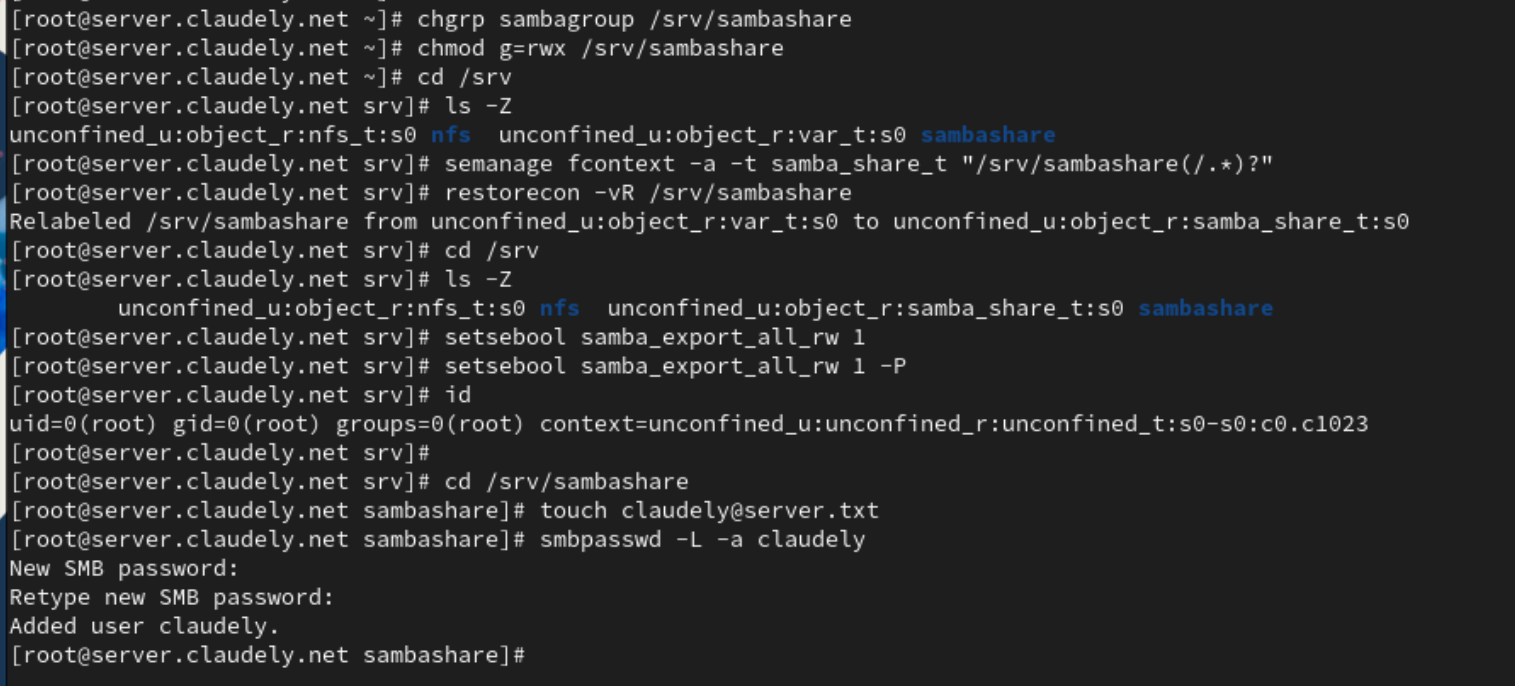 [root@server.claudely.net ~]# chgrp sambagroup /srv/sambashare
[root@server.claudely.net ~]# chmod g=rwx /srv/sambashare
[root@server.claudely.net ~]# cd /srv
[root@server.claudely.net srv]# ls -Z
unconfined_u:object_r:nfs_t:s0 nfs  unconfined_u:object_r:var_t:s0 sambashare
[root@server.claudely.net srv]# semanage fcontext -a -t samba_share_t "/srv/sambashare(/.*)?"
[root@server.claudely.net srv]# restorecon -vR /srv/sambashare
Relabeled /srv/sambashare from unconfined_u:object_r:var_t:s0 to unconfined_u:object_r:samba_share_t:s0
[root@server.claudely.net srv]# cd /srv
[root@server.claudely.net srv]# ls -Z
        unconfined_u:object_r:nfs_t:s0 nfs  unconfined_u:object_r:samba_share_t:s0 sambashare
[root@server.claudely.net srv]# setsebool samba_export_all_rw 1
[root@server.claudely.net srv]# setsebool samba_export_all_rw 1 -P
[root@server.claudely.net srv]# id
uid=0(root) gid=0(root) groups=0(root) context=unconfined_u:unconfined_r:unconfined_t:s0-s0:c0.c1023
[root@server.claudely.net srv]#
[root@server.claudely.net srv]# cd /srv/sambashare
[root@server.claudely.net sambashare]# touch claudely@server.txt
[root@server.claudely.net sambashare]# smbpasswd -L -a claudely
New SMB password:
Retype new SMB password:
Added user claudely.
[root@server.claudely.net sambashare]#